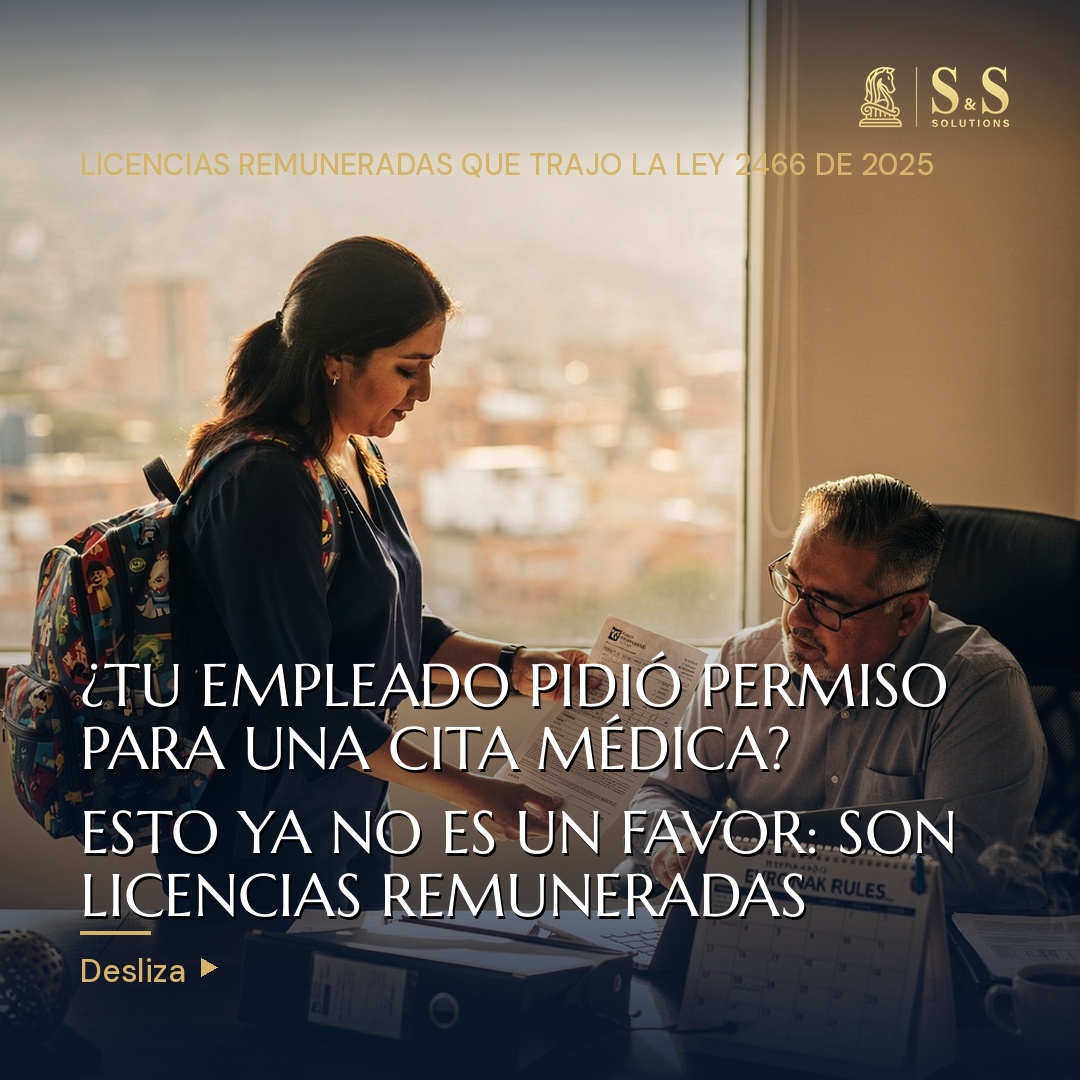 S&S
SOLUTIONS
LICENCIAS REMUNERADAS QUE TRAJO LA LEY 2466 DE 2025
¿TU EMPLEADO PIDIÓ PERMISO
PARA UNA CITA MÉDICA?
ESTO YA NO ES UN FAVOR: SON
LICENCIAS REMUNERADAS
Desliza